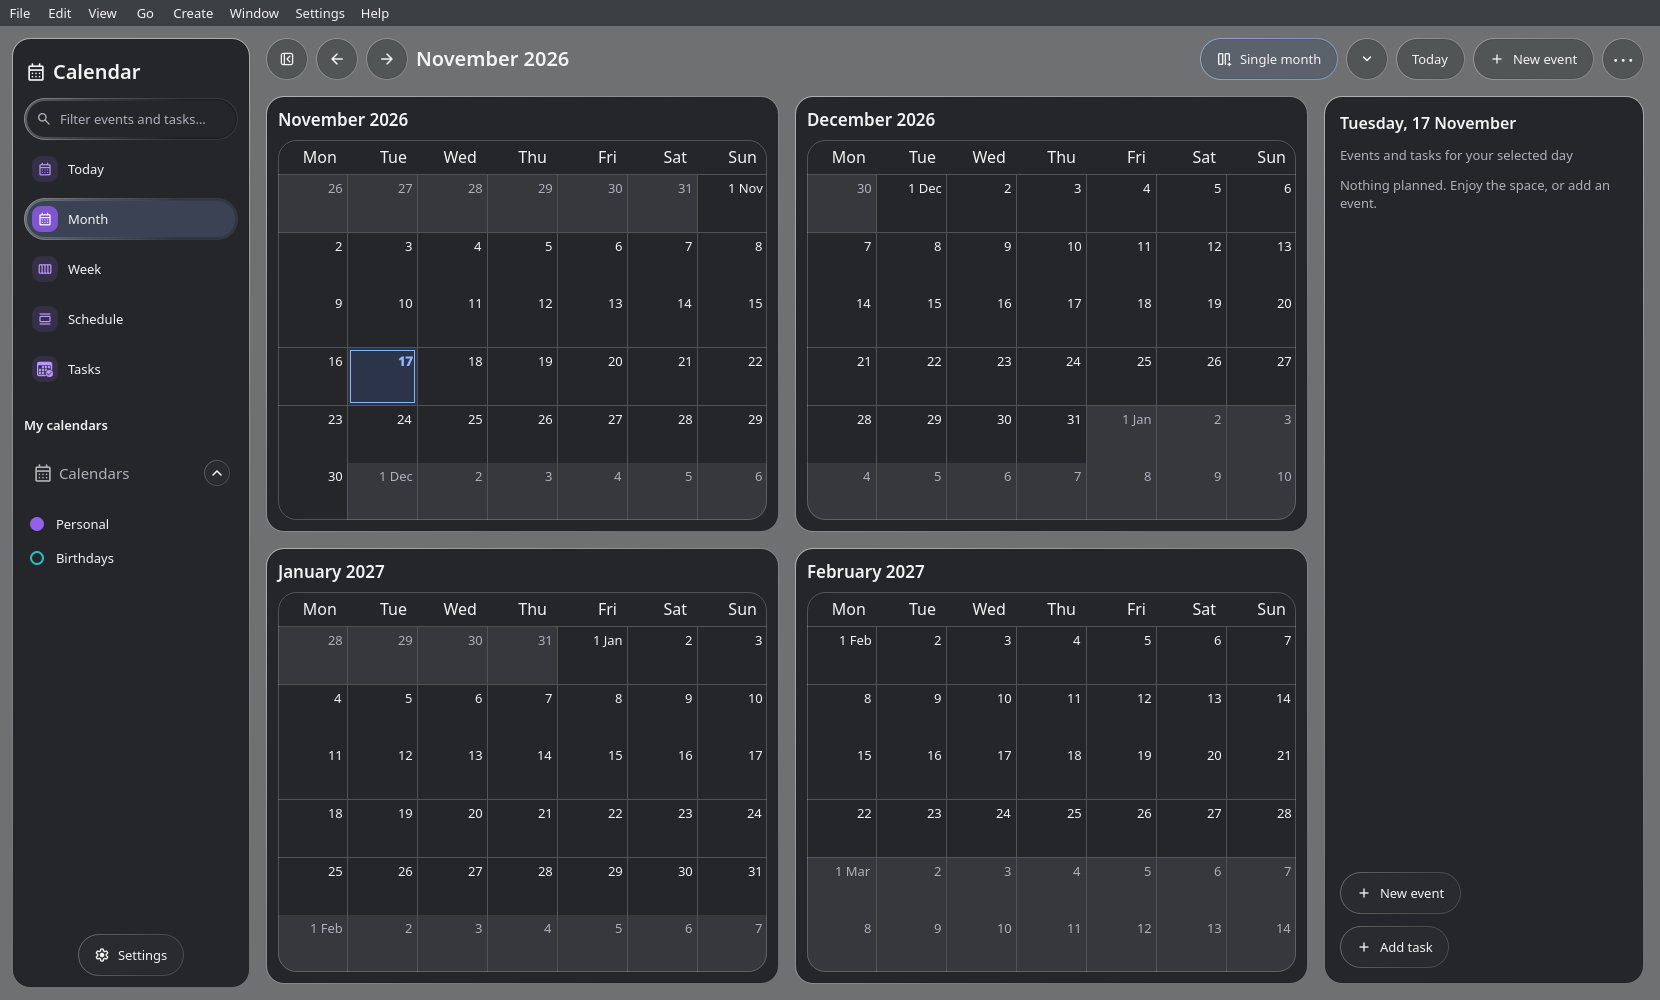 File Edit View Go Create Window Settings Help
Calendar
Filter events and tasks...
Today
Month
Week
Schedule
Tasks
My calendars
Calendars
Personal
Birthdays
Settings
November 2026
Single month
Today
+ New event
...
November 2026
Mon Tue Wed Thu Fri Sat Sun
26 27 28 29 30 31 1 Nov
2 3 4 5 6 7 8
9 10 11 12 13 14 15
16 17 18 19 20 21 22
23 24 25 26 27 28 29
30 1 Dec 2 3 4 5 6
December 2026
Mon Tue Wed Thu Fri Sat Sun
30 1 Dec 2 3 4 5 6
7 8 9 10 11 12 13
14 15 16 17 18 19 20
21 22 23 24 25 26 27
28 29 30 31 1 Jan 2 3
4 5 6 7 8 9 10
January 2027
Mon Tue Wed Thu Fri Sat Sun
28 29 30 31 1 Jan 2 3
4 5 6 7 8 9 10
11 12 13 14 15 16 17
18 19 20 21 22 23 24
25 26 27 28 29 30 31
1 Feb 2 3 4 5 6 7
February 2027
Mon Tue Wed Thu Fri Sat Sun
1 Feb 2 3 4 5 6 7
8 9 10 11 12 13 14
15 16 17 18 19 20 21
22 23 24 25 26 27 28
1 Mar 2 3 4 5 6 7
8 9 10 11 12 13 14
Tuesday, 17 November
Events and tasks for your selected day
Nothing planned. Enjoy the space, or add an
event.
+ New event
+ Add task